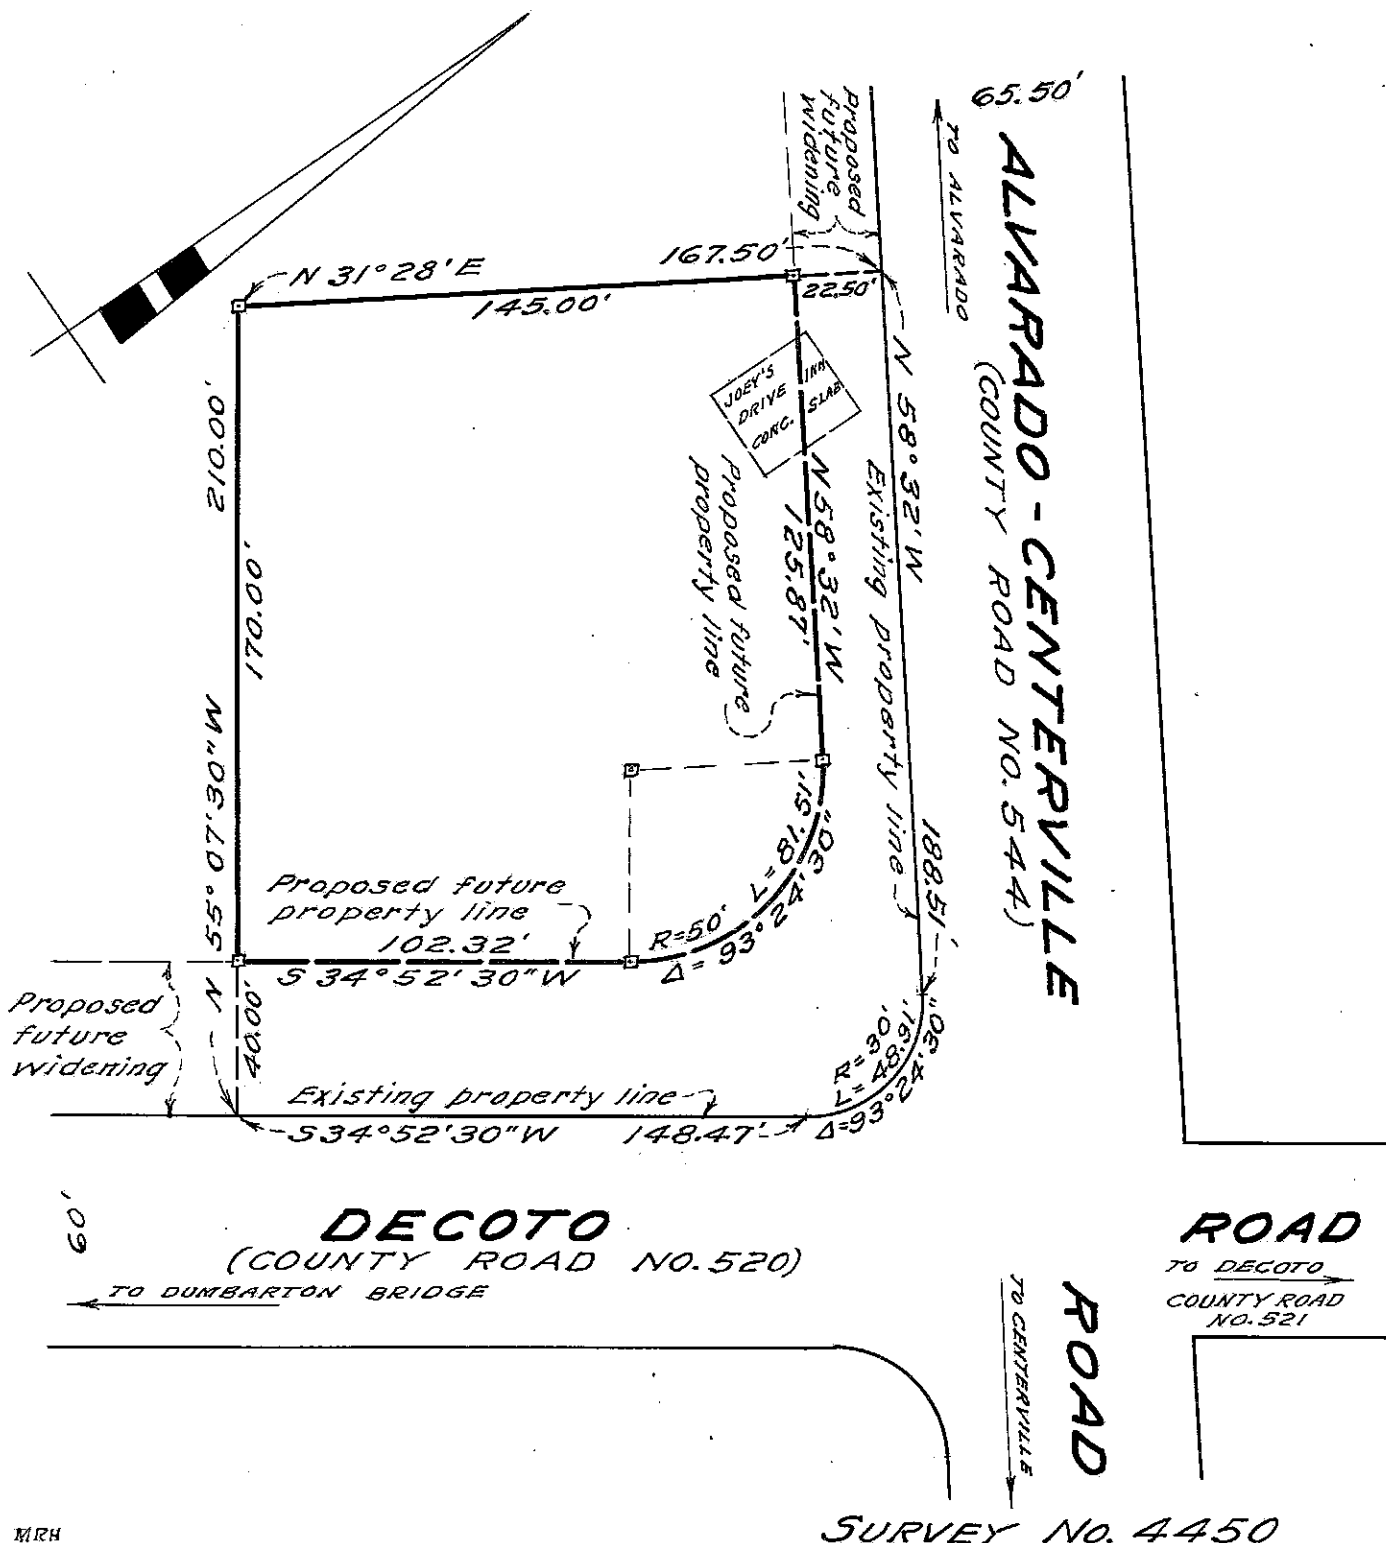 65.50'
Proposed
future
widening
TO ALVARADO
ALVARADO-CENTERVILLE
(COUNTY ROAD NO. 544)
167.50'
N 31°28'E
145.00'
22.50'
JOEY'S
DRIVE INN
CONC. SLAB
N 58°32'W
N 58°32'W
125.87'
Existing property line
Proposed future
property line
210.00'
170.00'
N 55°07'30"W
188.51'
L=81.51'
R=50'
Δ=93°24'30"
Proposed future
property line
102.32'
S 34°52'30"W
Proposed
future
widening
40.00'
R=30'
L=48.91'
Δ=93°24'30"
Existing property line
S34°52'30"W 148.47'
60'
DECOTO ROAD
(COUNTY ROAD NO.520)
TO DUMBARTON BRIDGE
TO DECOTO
COUNTY ROAD
NO.521
TO CENTERVILLE
ROAD
MRH
SURVEY No. 4450